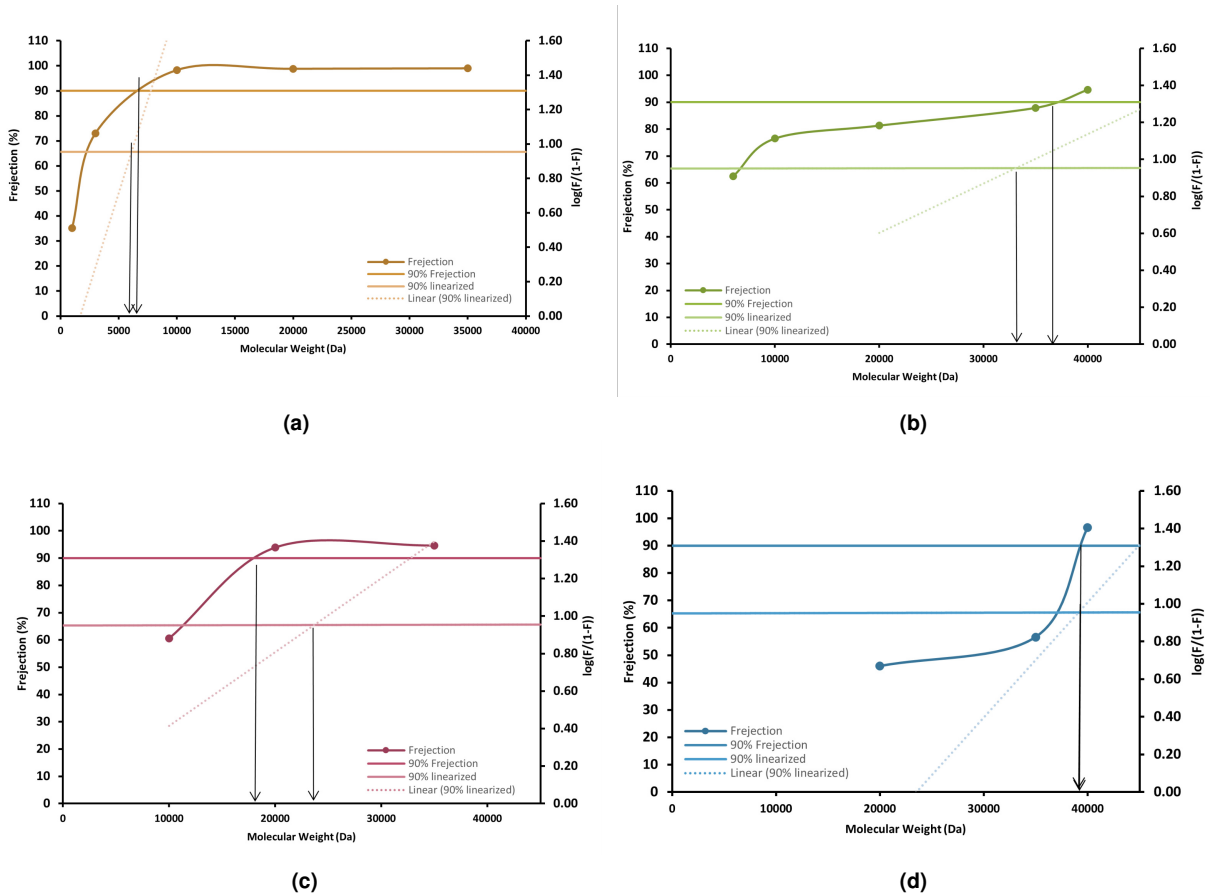 110
100
90
80
70
60
50
40
30
20
10
0
Frejection (%)
1.60
1.40
1.20
1.00
0.80
0.60
0.40
0.20
0.00
log(F/(1-F))
Frejection
90% Frejection
90% linearized
Linear (90% linearized)
0 5000 10000 15000 20000 25000 30000 35000 40000
Molecular Weight (Da)
(a)
110
100
90
80
70
60
50
40
30
20
10
0
Frejection (%)
1.60
1.40
1.20
1.00
0.80
0.60
0.40
0.20
0.00
log(F/(1-F))
Frejection
90% Frejection
90% linearized
Linear (90% linearized)
0 10000 20000 30000 40000
Molecular Weight (Da)
(b)
110
100
90
80
70
60
50
40
30
20
10
0
Frejection (%)
1.60
1.40
1.20
1.00
0.80
0.60
0.40
0.20
0.00
log(F/(1-F))
Frejection
90% Frejection
90% linearized
Linear (90% linearized)
0 10000 20000 30000 40000
Molecular Weight (Da)
(c)
110
100
90
80
70
60
50
40
30
20
10
0
Frejection (%)
1.60
1.40
1.20
1.00
0.80
0.60
0.40
0.20
0.00
log(F/(1-F))
Frejection
90% Frejection
90% linearized
Linear (90% linearized)
0 10000 20000 30000 40000
Molecular Weight (Da)
(d)